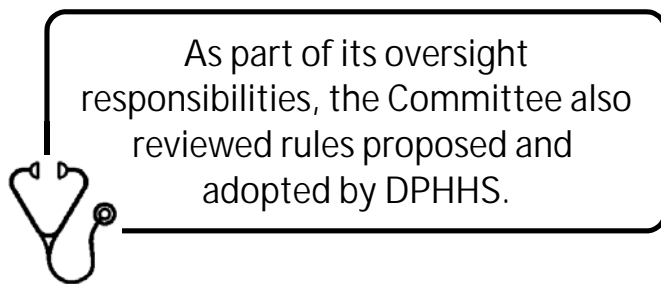 As part of its oversight
responsibilities, the Committee also
reviewed rules proposed and
adopted by DPHHS.